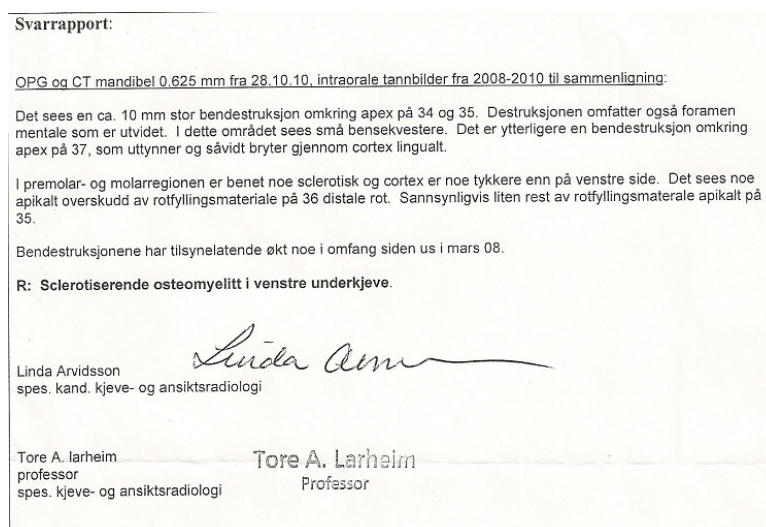 Svarrapport:
OPG og CT mandibel 0.625 mm fra 28.10.10, intraorale tannbilder fra 2008-2010 til sammenligning:
Det sees en ca. 10 mm stor bendestruksjon omkring apex på 34 og 35. Destruksjonen omfatter også foramen
mentale som er utvidet. I dette området sees små bensekvestere. Det er ytterligere en bendestruksjon omkring
apex på 37, som uttynner og såvidt bryter gjennom cortex lingualt.
I premolar- og molarregionen er benet noe sclerotisk og cortex er noe tykkere enn på venstre side. Det sees noe
apikalt overskudd av rotfyllingsmateriale på 36 distale rot. Sannsynligvis liten rest av rotfyllingsmaterale apikalt på
35.
Bendestruksjonene har tilsynelatende økt noe i omfang siden us i mars 08.
R: Sclerotiserende osteomyelitt i venstre underkjeve.
Linda
Linda Arvidsson
spes. kand. kjeve- og ansiktsradiologi
Tore A. larheim
professor
spes. kjeve- og ansiktsradiologi
Tore A. Larheim
Professor